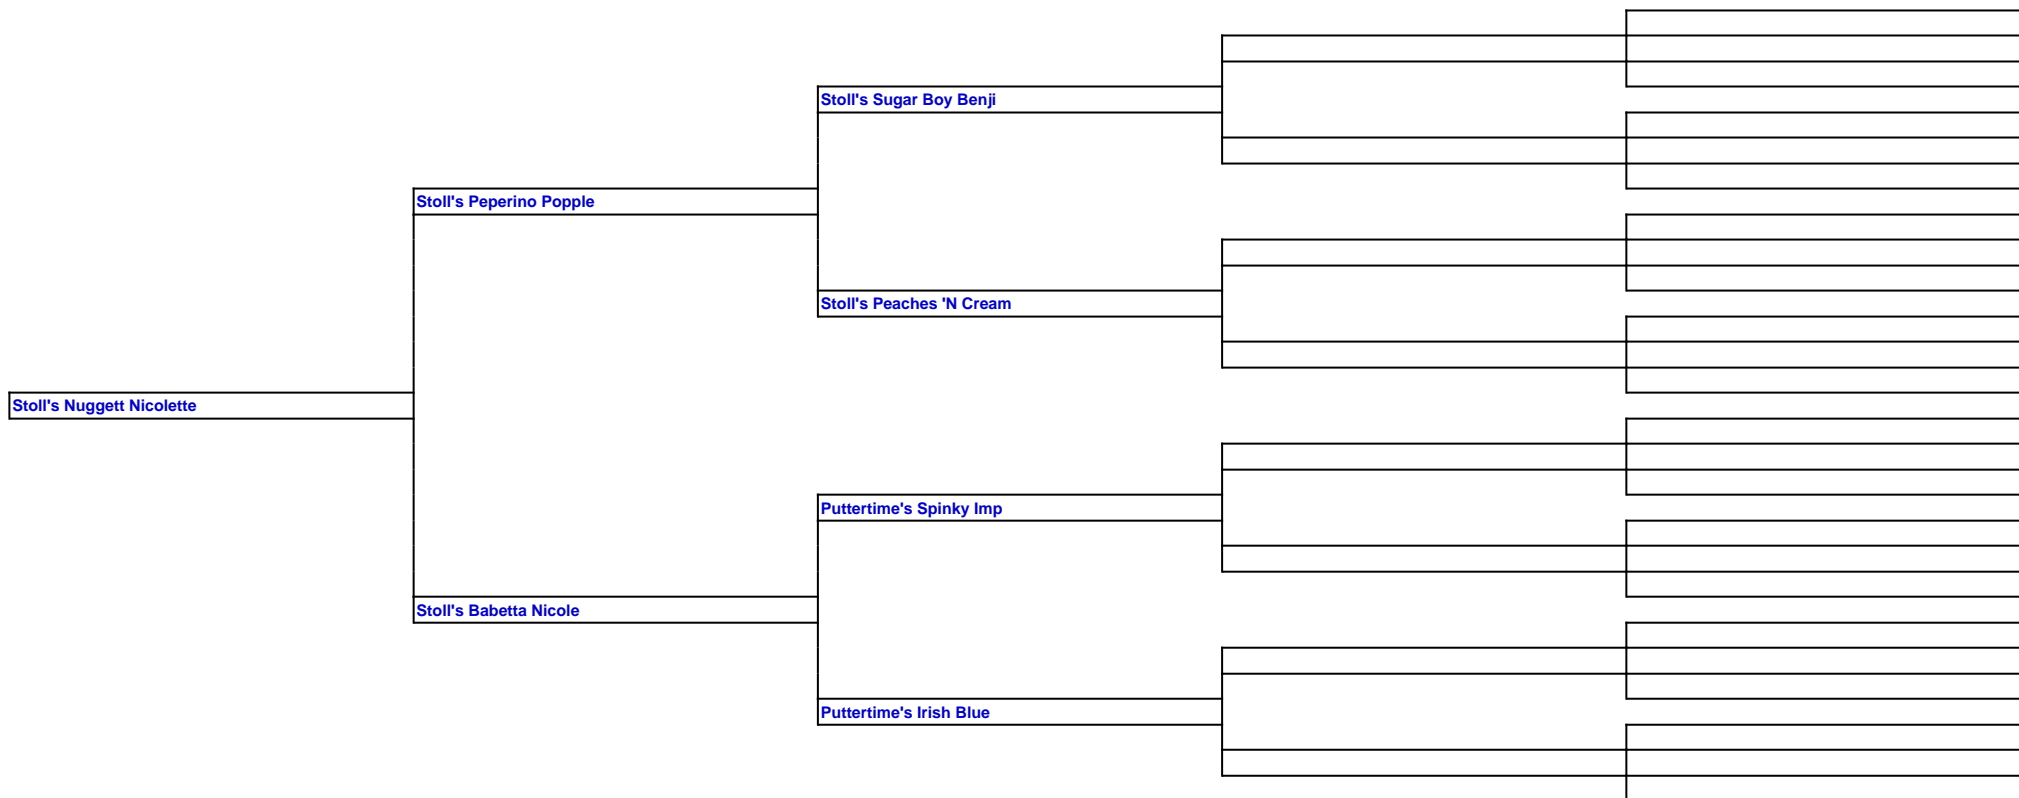 Stoll's Sugar Boy Benji
Stoll's Peperino Popple
Stoll's Peaches 'N Cream
Stoll's Nuggett Nicolette
Puttertime's Spinky Imp
Stoll's Babetta Nicole
Puttertime's Irish Blue